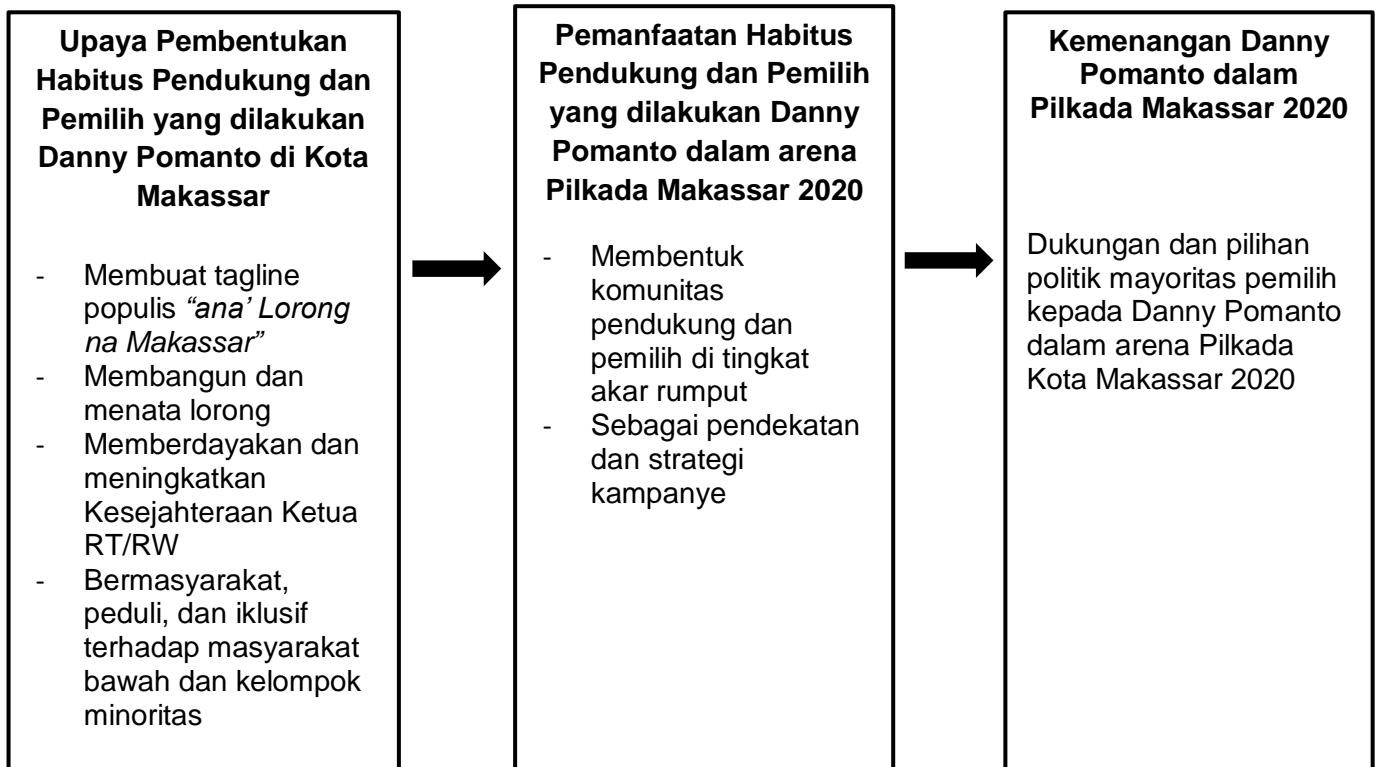 Upaya Pembentukan
Habitus Pendukung dan
Pemilih yang dilakukan
Danny Pomanto di Kota
Makassar
- Membuat tagline
populis “ana’ Lorong
na Makassar”
- Membangun dan
menata lorong
- Memberdayakan dan
meningkatkan
Kesejahteraan Ketua
RT/RW
- Bermasyarakat,
peduli, dan iklusif
terhadap masyarakat
bawah dan kelompok
minoritas
Pemanfaatan Habitus
Pendukung dan Pemilih
yang dilakukan Danny
Pomanto dalam arena
Pilkada Makassar 2020
- Membentuk
komunitas
pendukung dan
pemilih di tingkat
akar rumput
- Sebagai pendekatan
dan strategi
kampanye
Kemenangan Danny
Pomanto dalam
Pilkada Makassar 2020
Dukungan dan pilihan
politik mayoritas pemilih
kepada Danny Pomanto
dalam arena Pilkada
Kota Makassar 2020